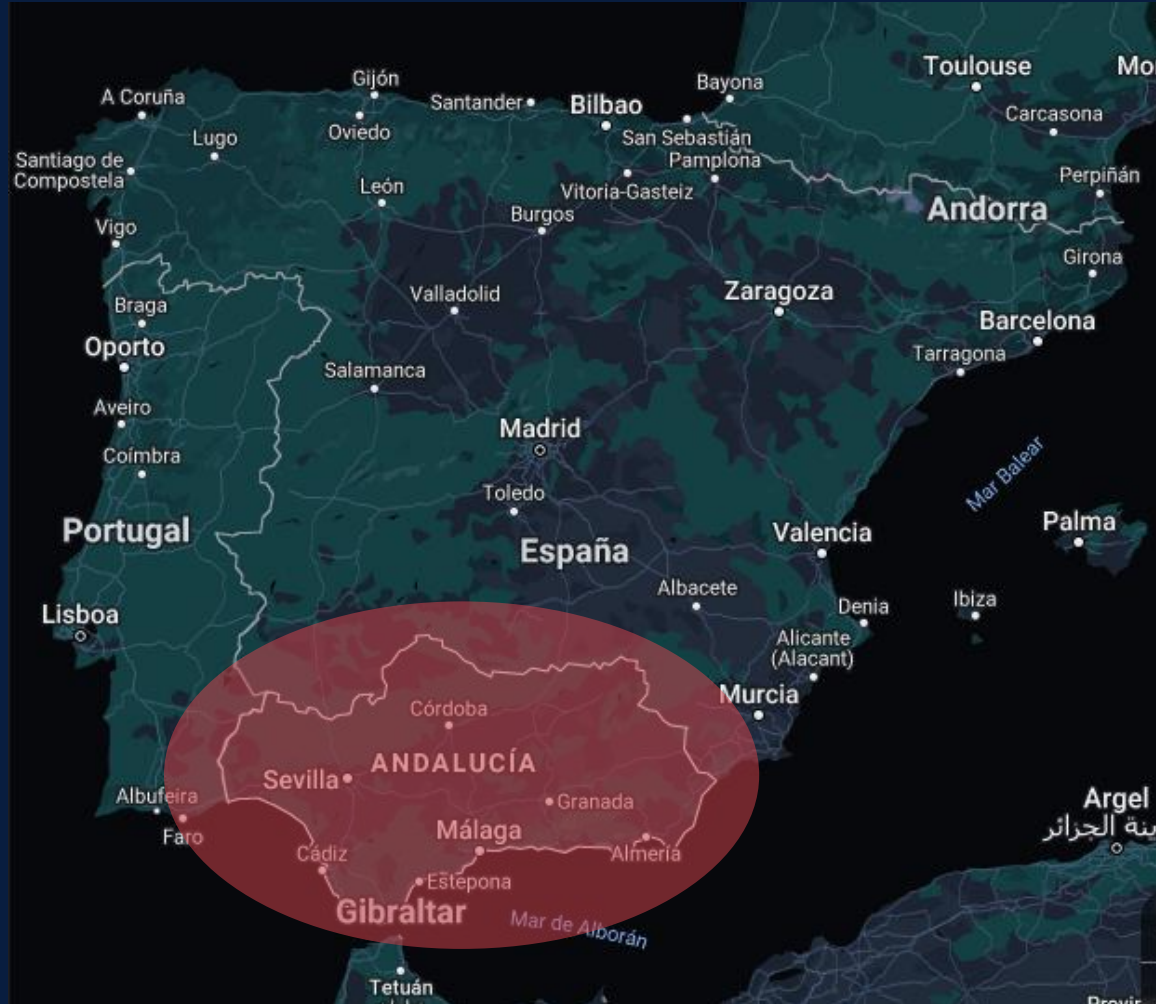 Toulouse
Mo
Gijón
Bayona
A Coruña
Santander
Bilbao
Carcasona
Lugo
Oviedo
San Sebastián
Santiago de
Compostela
Pamplona
León
Vitoria-Gasteiz
Perpiñán
Burgos
Andorra
Vigo
Girona
Braga
Valladolid
Zaragoza
Barcelona
Oporto
Tarragona
Salamanca
Aveiro
Madrid
Coímbra
Mar Balear
Toledo
Portugal
España
Valencia
Palma
Albacete
Lisboa
Denia
Ibiza
Alicante
(Alacant)
Murcia
Córdoba
ANDALUCÍA
Sevilla
Albufeira
Granada
Argel
Málaga
ينة الجزائر
Faro
Cádiz
Almería
Estepona
Gibraltar
Mar de Alborán
Tetuán